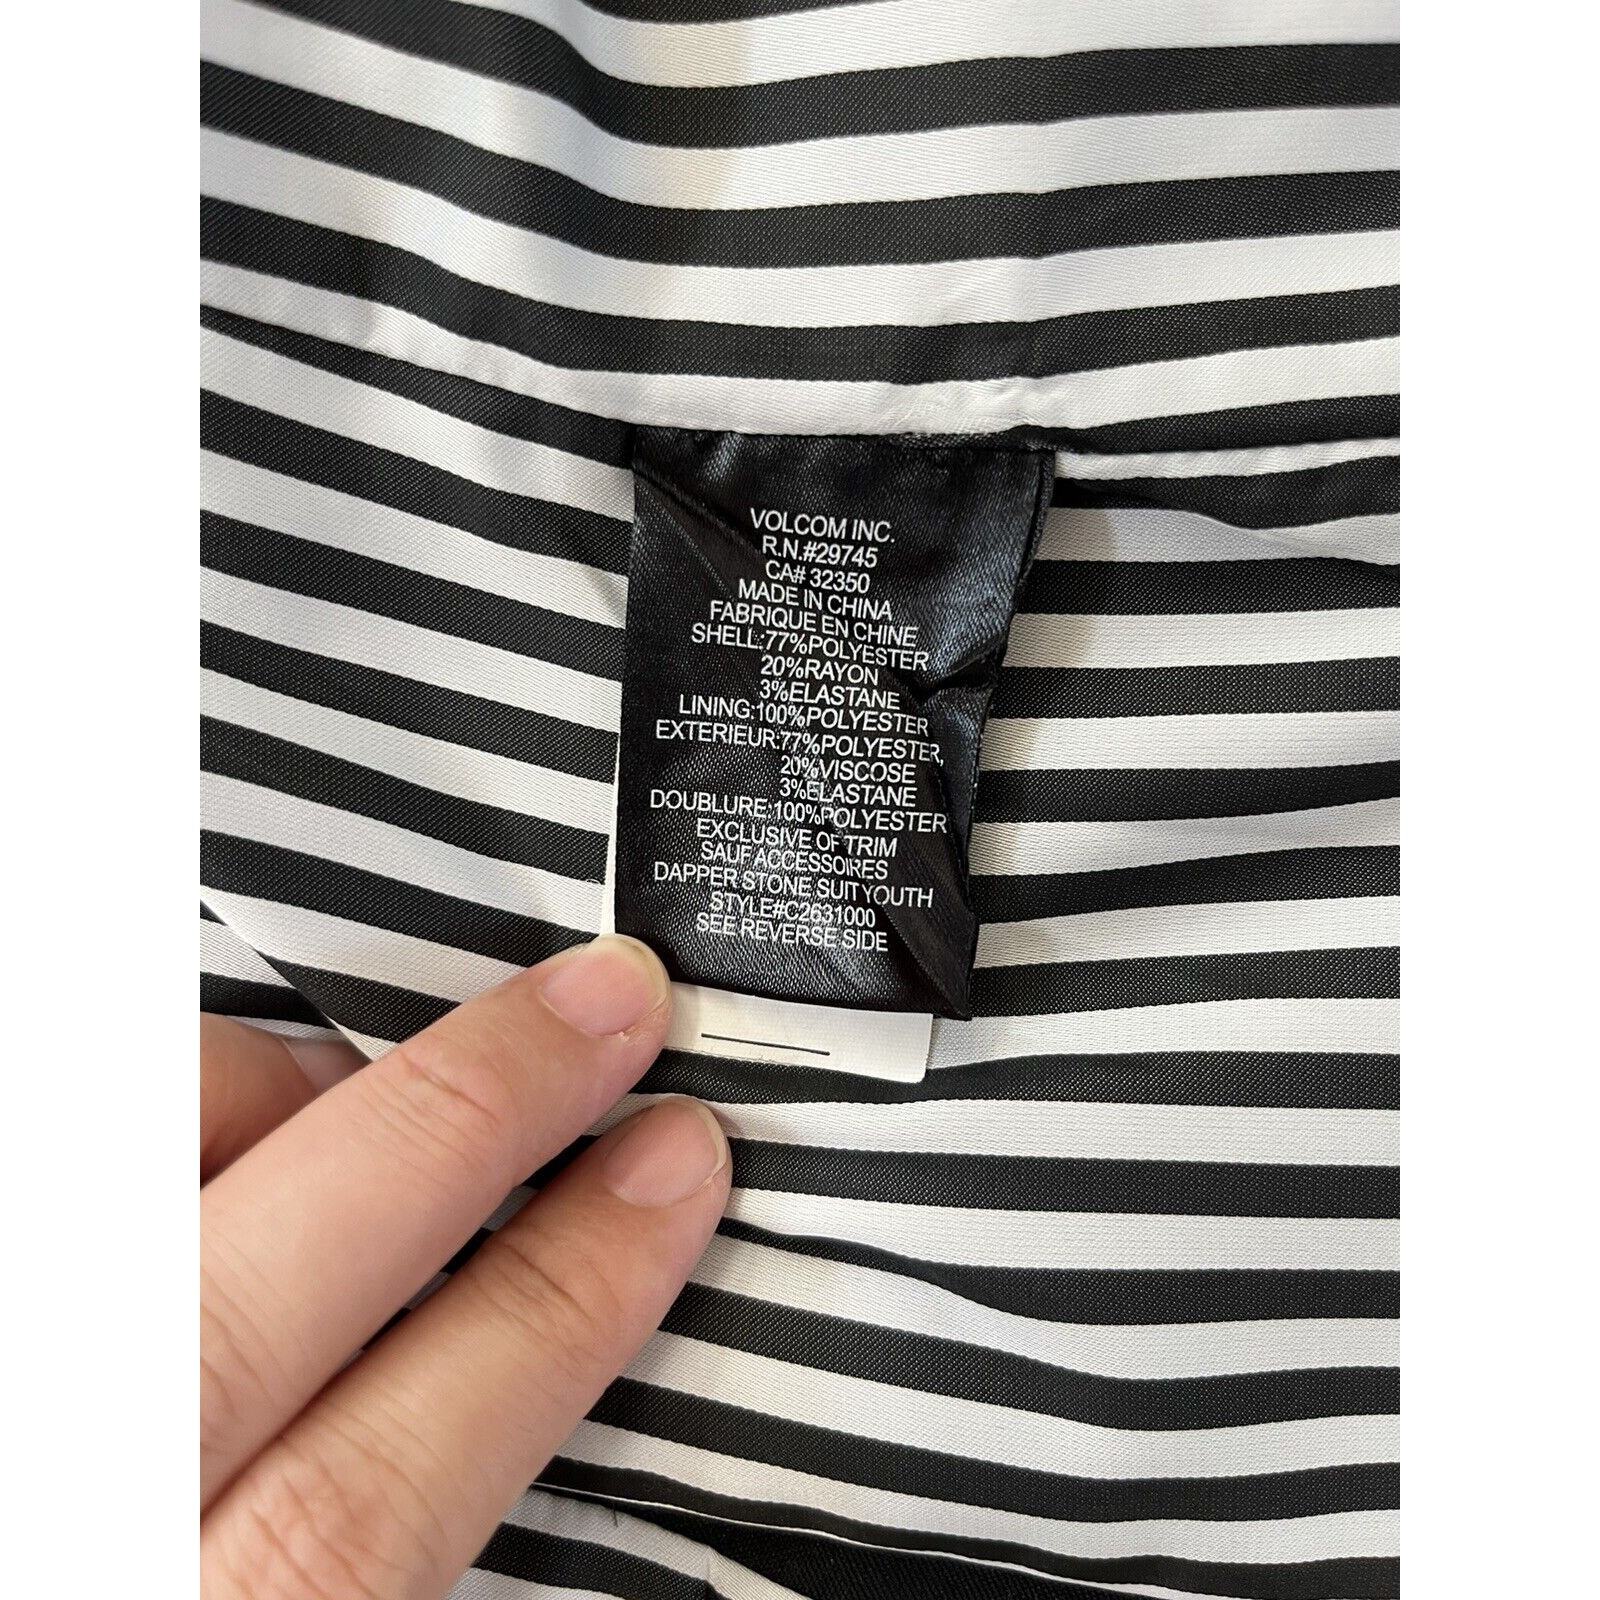 VOLCOM INC.
R.N.#29745
CA# 32350
MADE IN CHINA
FABRIQUE EN CHINE
SHELL:77%POLYESTER
20%RAYON
3%ELASTANE
LINING:100%POLYESTER
EXTERIEUR:77%POLYESTER,
20%VISCOSE
3%ELASTANE
DOUBLURE:100%POLYESTER
EXCLUSIVE OF TRIM
SAUF ACCESSOIRES
DAPPER STONE SUIT YOUTH
STYLE#C2631000
SEE REVERSE SIDE